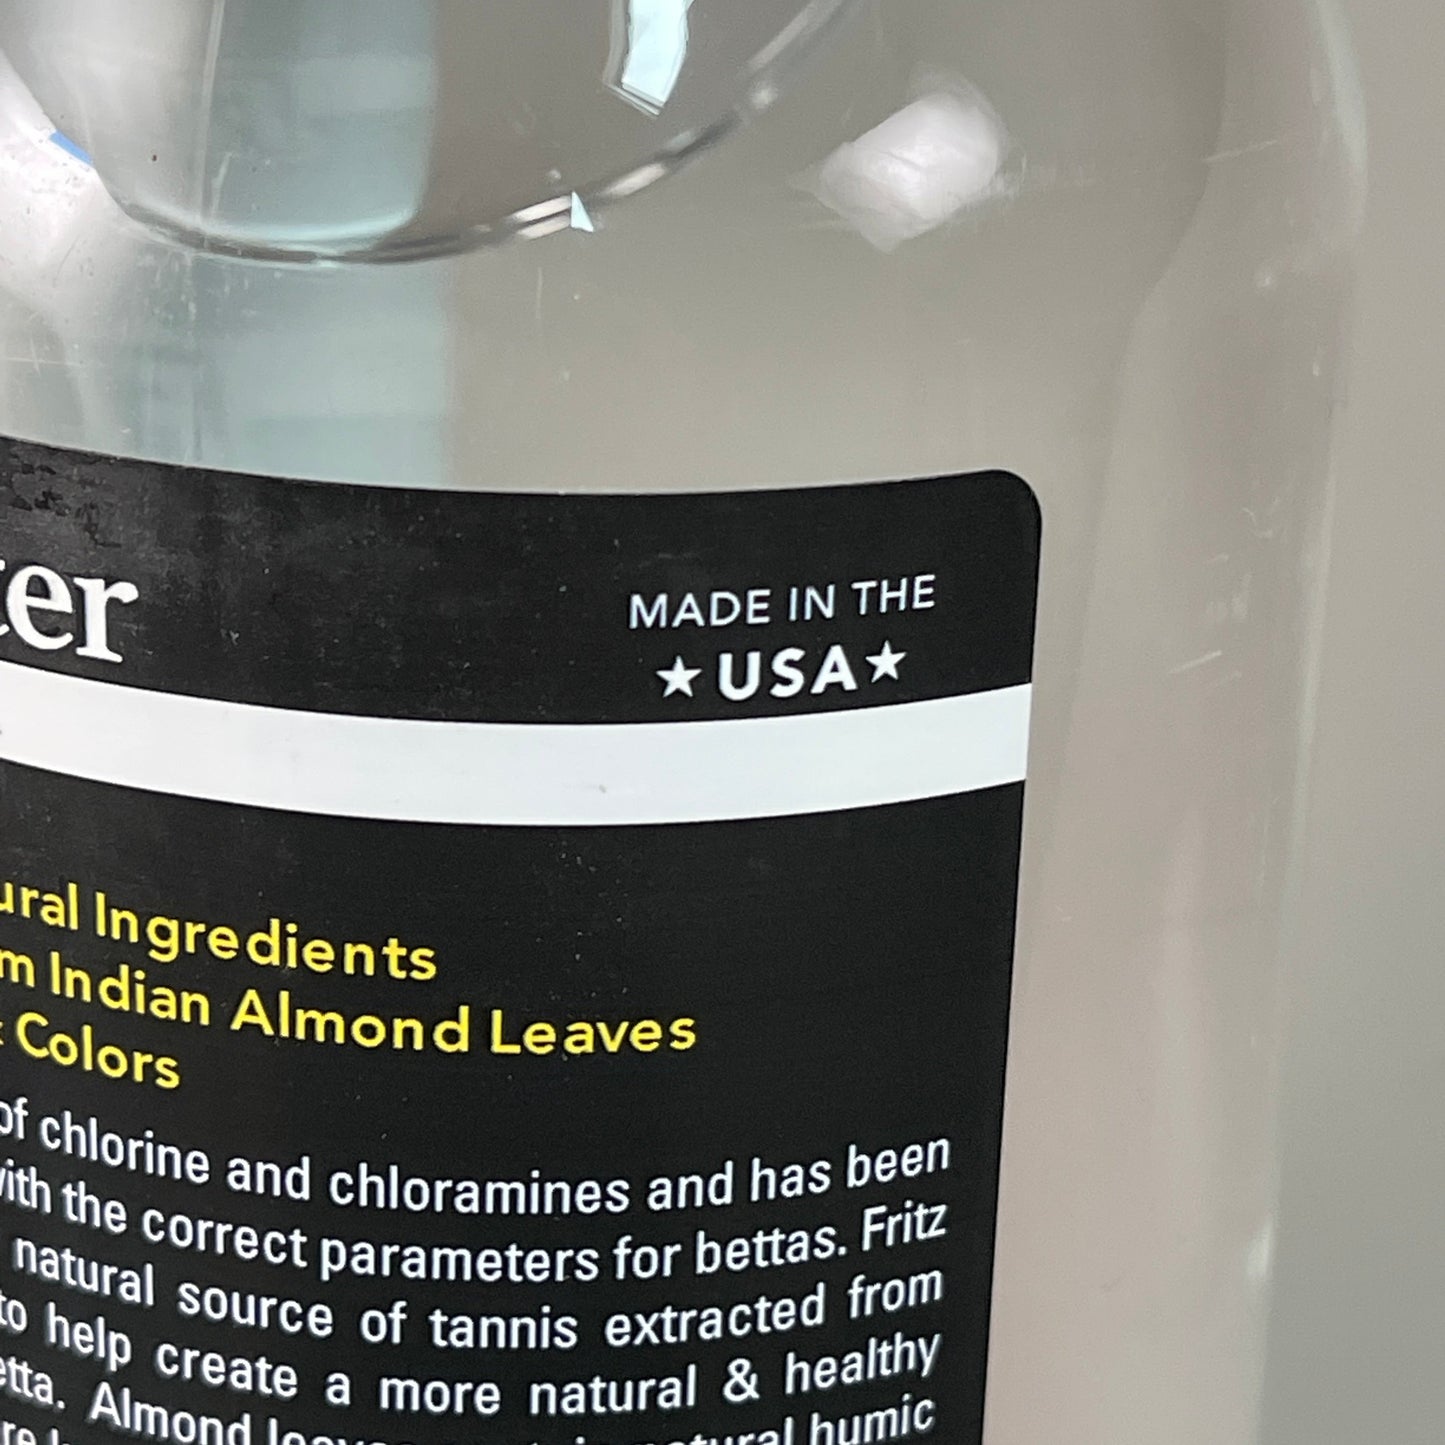 ter
MADE IN THE
★USA★
ural Ingredients
m Indian Almond Leaves
& Colors
of chlorine and chloramines and has been
with the correct parameters for bettas. Fritz
natural source of tannis extracted from
to help create a more natural & healthy
etta. Almond natural humic